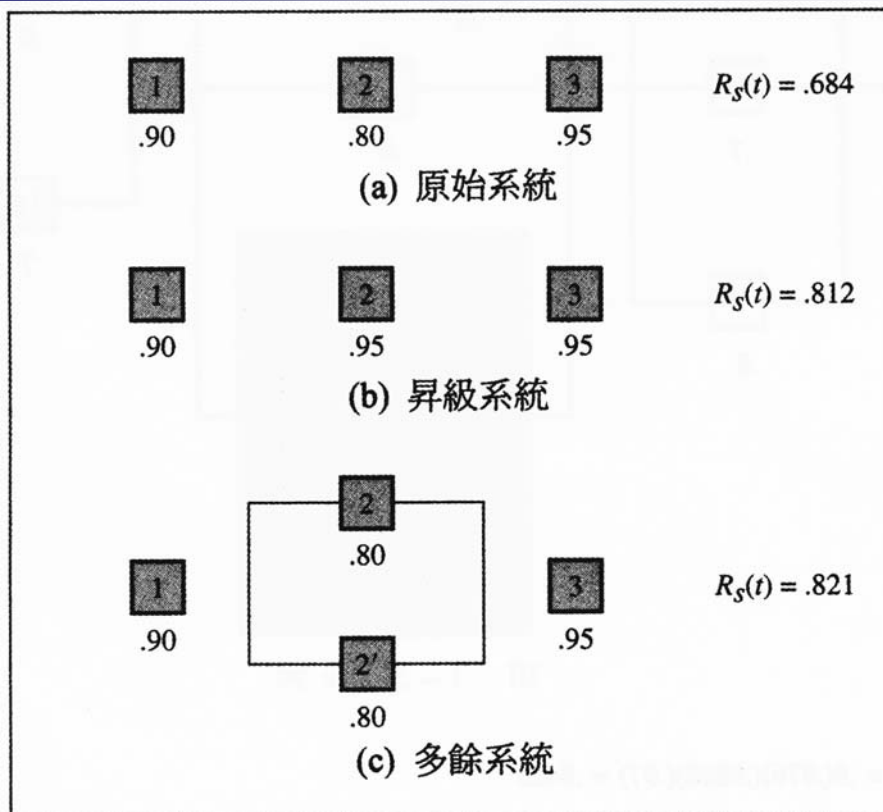 1 2 3 R_S(t) = .684
.90 .80 .95
(a) 原始系統
1 2 3 R_S(t) = .812
.90 .95 .95
(b) 昇級系統
2
.80
1 3 R_S(t) = .821
.90 .95
2'
.80
(c) 多餘系統